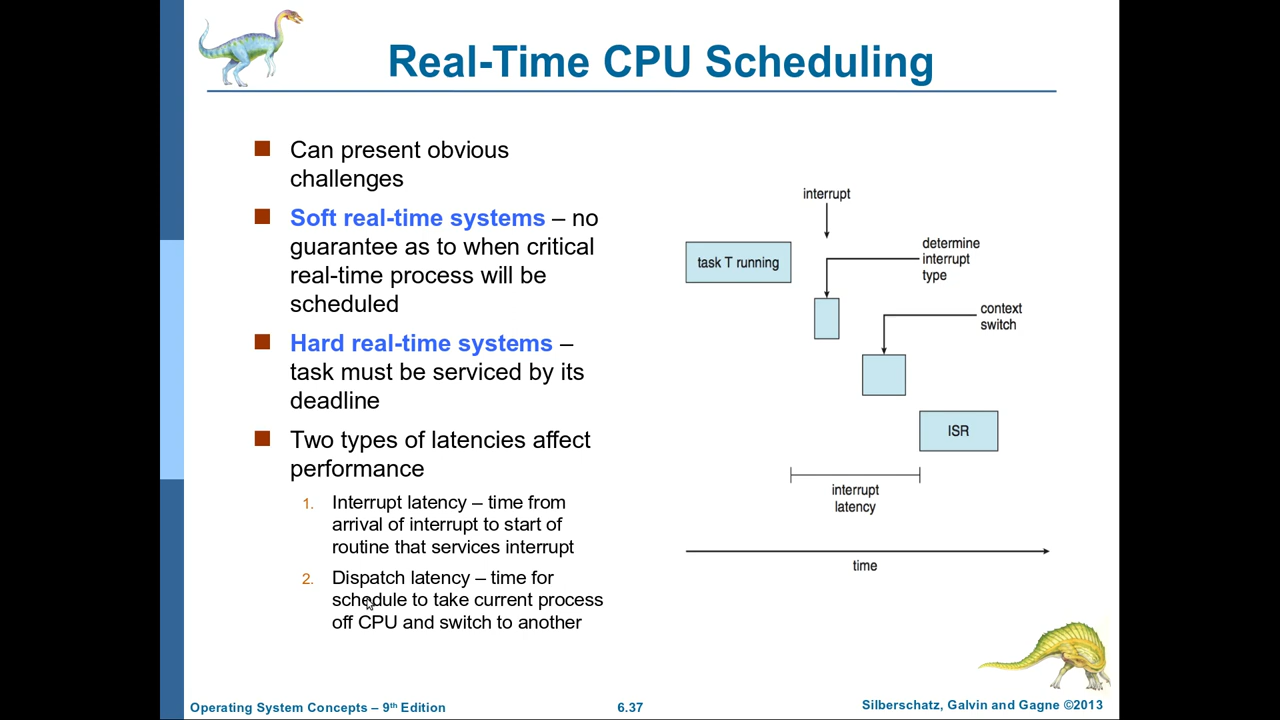 Real-Time CPU Scheduling
Can present obvious
challenges
Soft real-time systems – no
guarantee as to when critical
real-time process will be
scheduled
Hard real-time systems –
task must be serviced by its
deadline
Two types of latencies affect
performance
1. Interrupt latency – time from
arrival of interrupt to start of
routine that services interrupt
2. Dispatch latency – time for
schedule to take current process
off CPU and switch to another
interrupt
task T running
determine
interrupt
type
context
switch
ISR
interrupt
latency
time
Operating System Concepts – 9th Edition
6.37
Silberschatz, Galvin and Gagne ©2013